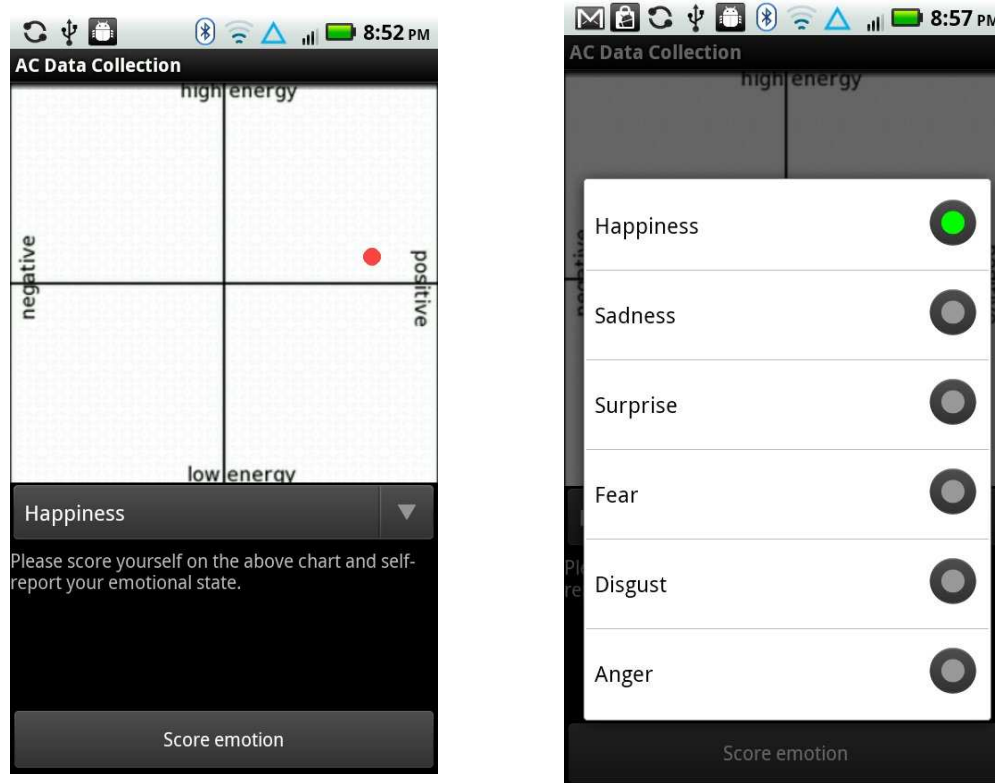 8:52 PM
AC Data Collection
high energy
negative
positive
low energy
Happiness
Please score yourself on the above chart and self-
report your emotional state.
Score emotion
8:57 PM
AC Data Collection
high energy
negative
Happiness
Sadness
Surprise
Fear
Disgust
Anger
Score emotion